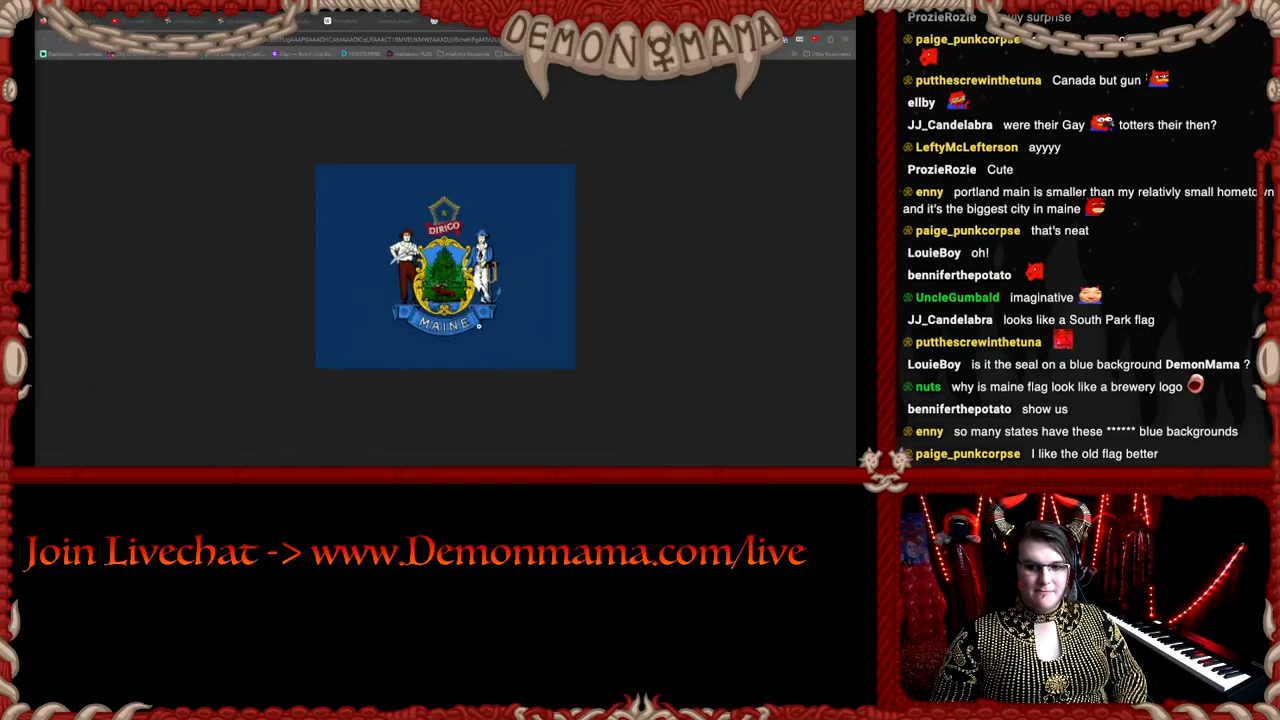 DEMON MAMA
DIRIGO
MAINE
Join Livechat -> www.Demonmama.com/live
ProzieRozie surprise
paige_punkcorpse
putthescrewinthetuna Canada but gun
ellby
JJ_Candelabra were their Gay totters their then?
LeftyMcLefterson ayyyy
ProzieRozie Cute
enny portland main is smaller than my relativly small hometown
and it's the biggest city in maine
paige_punkcorpse that's neat
LouieBoy oh!
benniferthepotato
UncleGumbald imaginative
JJ_Candelabra looks like a South Park flag
putthescrewinthetuna
LouieBoy is it the seal on a blue background DemonMama ?
nuts why is maine flag look like a brewery logo
benniferthepotato show us
enny so many states have these ****** blue backgrounds
paige_punkcorpse I like the old flag better